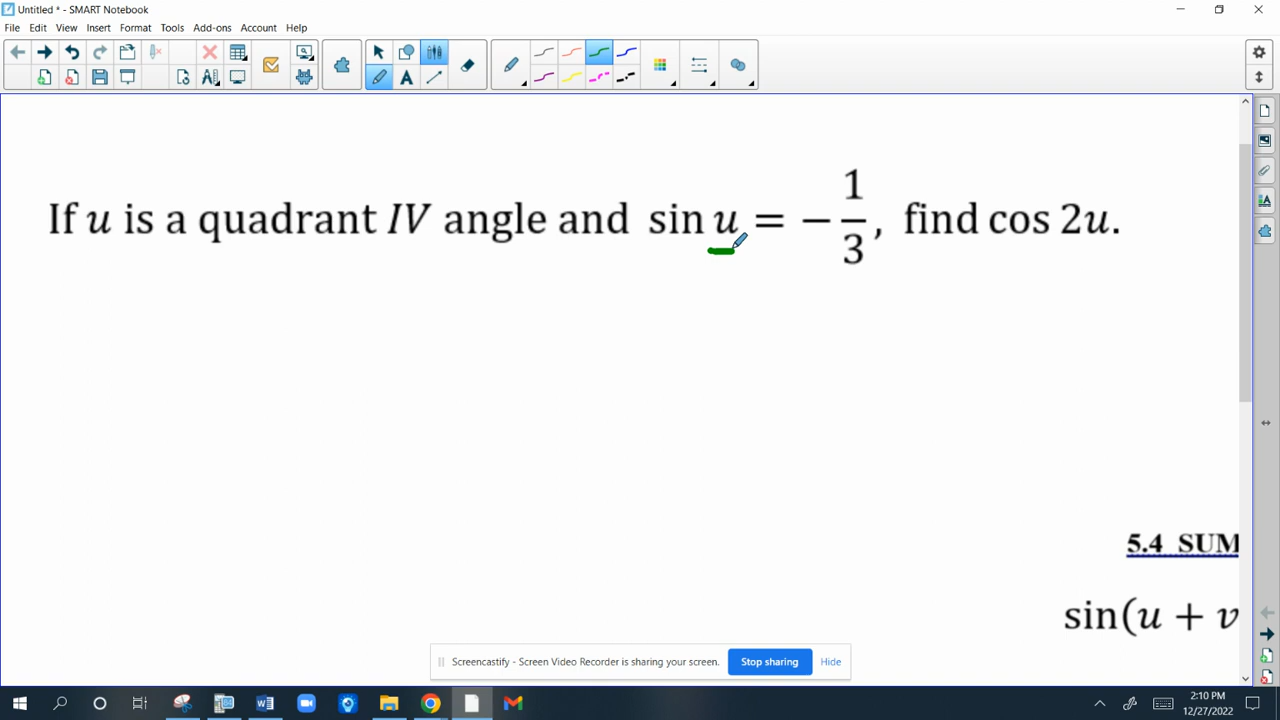 Untitled * - SMART Notebook
File Edit View Insert Format Tools Add-ons Account Help
If u is a quadrant IV angle and sin u = −1/3, find cos 2u.
5.4 SUM
sin(u + v
Screencastify - Screen Video Recorder is sharing your screen. Stop sharing Hide
2:10 PM
12/27/2022